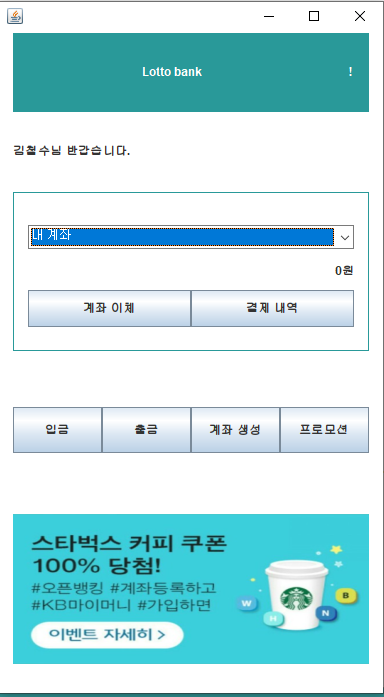 Lotto bank !
김철수님 반갑습니다.
내 계좌
0원
계좌 이체 결제 내역
입금 출금 계좌 생성 프로모션
스타벅스 커피 쿠폰
100% 당첨!
#오픈뱅킹 #계좌등록하고
#KB마이머니 #가입하면
이벤트 자세히 >
W
H
N
B